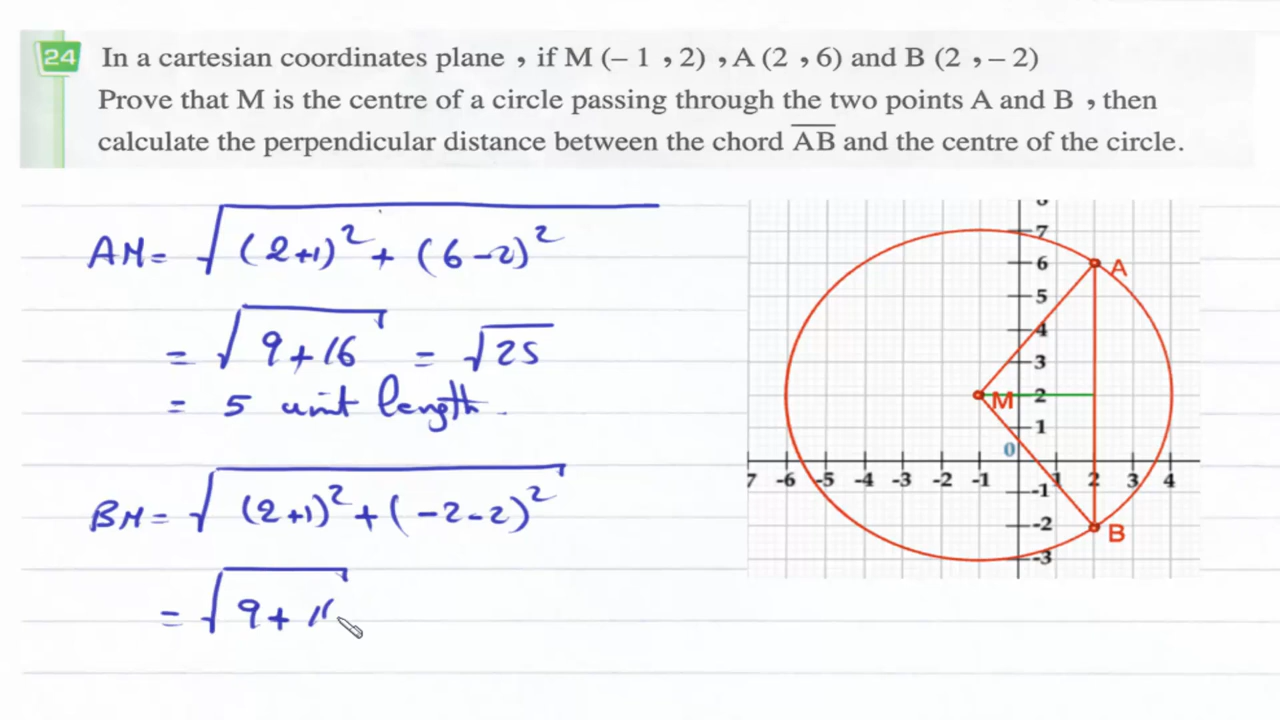 24 In a cartesian coordinates plane , if M (– 1 , 2) , A (2 , 6) and B (2 , – 2)
Prove that M is the centre of a circle passing through the two points A and B , then
calculate the perpendicular distance between the chord A̅B̅ and the centre of the circle.
AM = √((2+1)² + (6-2)²)
= √(9+16) = √25
= 5 unit length.
BM = √((2+1)² + (-2-2)²)
= √(9+
7
6 A
5
4
3
M 2
1
0
7 -6 -5 -4 -3 -2 -1 1 2 3 4
-1
-2 B
-3